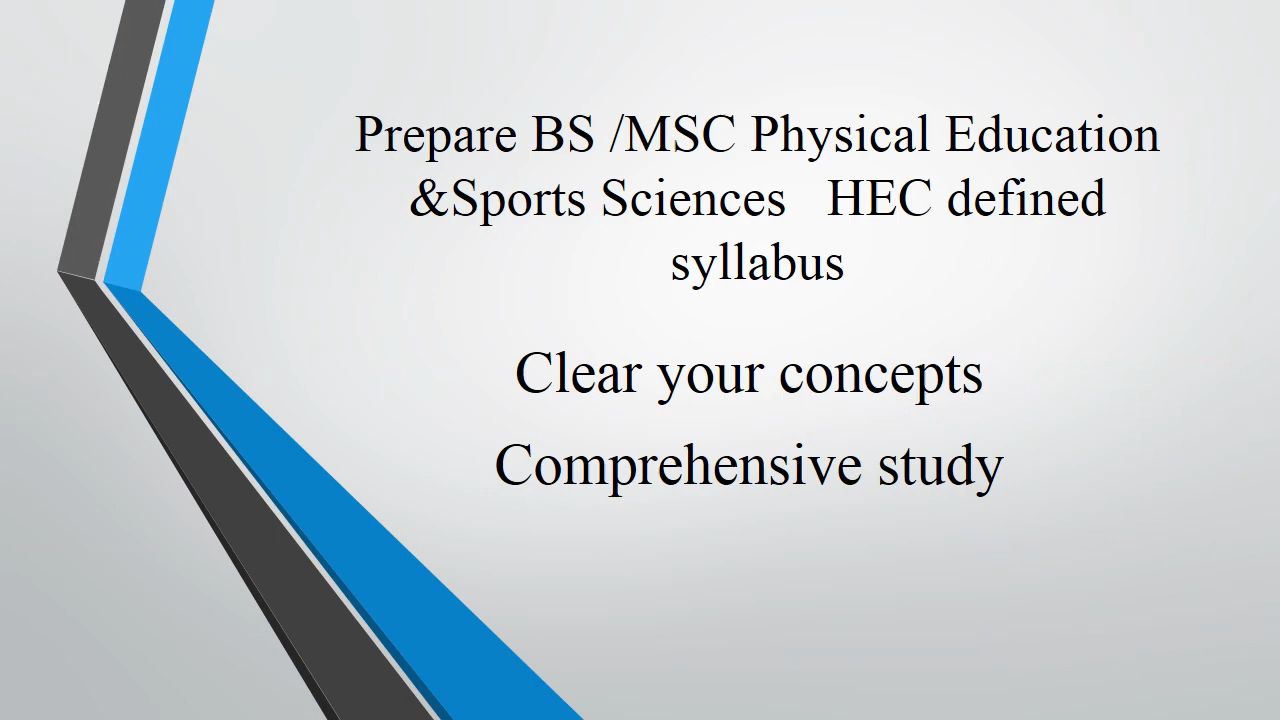 Prepare BS /MSC Physical Education
&Sports Sciences   HEC defined
syllabus
Clear your concepts
Comprehensive study